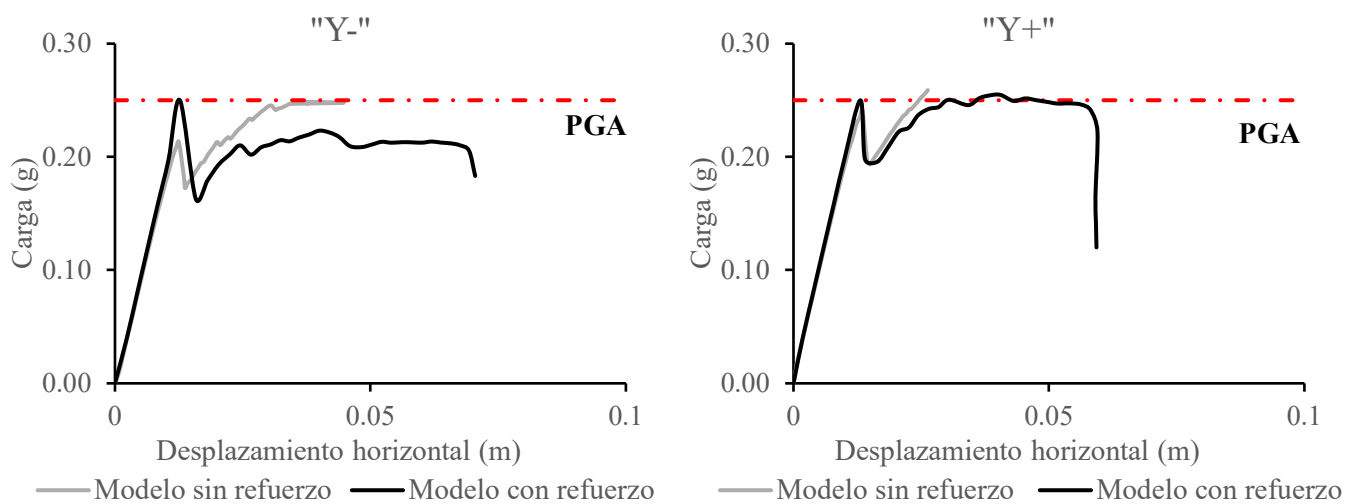 "Y-"
0.30
0.20
0.10
0.00
Carga (g)
PGA
0
0.05
0.1
Desplazamiento horizontal (m)
Modelo sin refuerzo
Modelo con refuerzo
"Y+"
0.30
0.20
0.10
0.00
Carga (g)
PGA
0
0.05
0.1
Desplazamiento horizontal (m)
Modelo sin refuerzo
Modelo con refuerzo